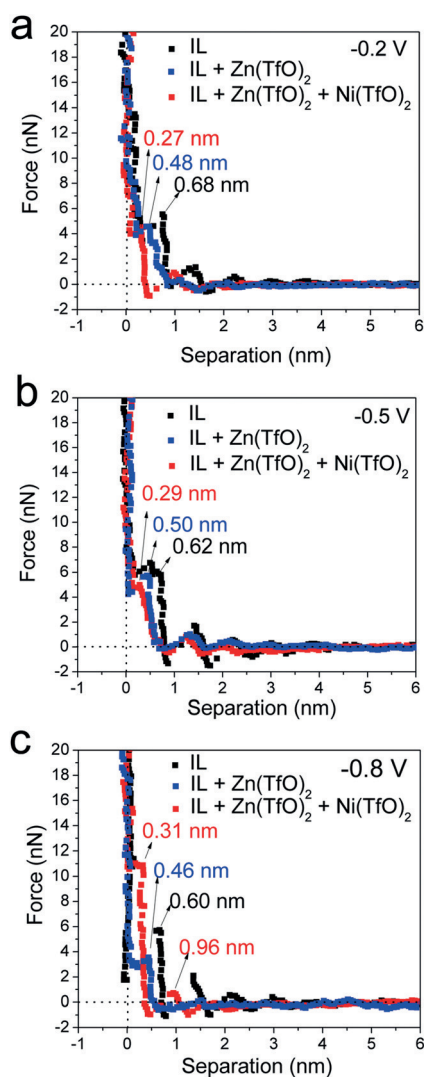 a
-0.2 V
IL
IL + Zn(TfO)2
IL + Zn(TfO)2 + Ni(TfO)2
20
18
16
14
12
10
8
6
4
2
0
-2
Force (nN)
0.27 nm
0.48 nm
0.68 nm
-1 0 1 2 3 4 5 6
Separation (nm)
b
-0.5 V
IL
IL + Zn(TfO)2
IL + Zn(TfO)2 + Ni(TfO)2
20
18
16
14
12
10
8
6
4
2
0
-2
Force (nN)
0.29 nm
0.50 nm
0.62 nm
-1 0 1 2 3 4 5 6
Separation (nm)
c
-0.8 V
IL
IL + Zn(TfO)2
IL + Zn(TfO)2 + Ni(TfO)2
20
18
16
14
12
10
8
6
4
2
0
-2
Force (nN)
0.31 nm
0.46 nm
0.60 nm
0.96 nm
-1 0 1 2 3 4 5 6
Separation (nm)